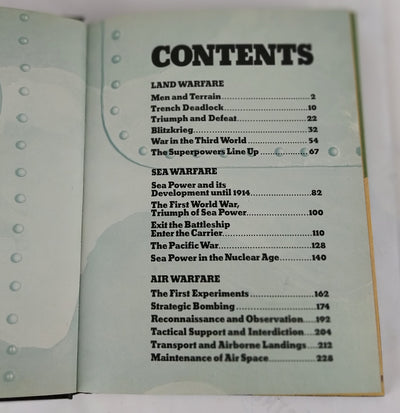 CONTENTS
LAND WARFARE
Men and Terrain..............................2
Trench Deadlock.............................10
Triumph and Defeat.........................22
Blitzkrieg........................................32
War in the Third World....................54
The Superpowers Line Up................67
SEA WARFARE
Sea Power and its
Development until 1914....................82
The First World War,
Triumph of Sea Power....................100
Exit the Battleship
Enter the Carrier............................110
The Pacific War...............................128
Sea Power in the Nuclear Age.........140
AIR WARFARE
The First Experiments....................162
Strategic Bombing..........................174
Reconnaissance and Observation....192
Tactical Support and Interdiction...204
Transport and Airborne Landings...212
Maintenance of Air Space...............228